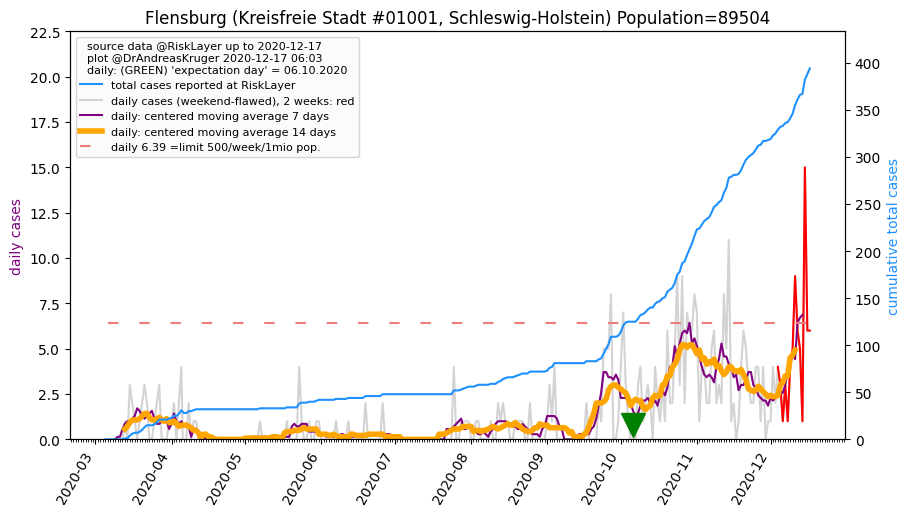 Flensburg (Kreisfreie Stadt #01001, Schleswig-Holstein) Population=89504
source data @RiskLayer up to 2020-12-17
plot @DrAndreasKruger 2020-12-17 06:03
daily: (GREEN) 'expectation day' = 06.10.2020
total cases reported at RiskLayer
daily cases (weekend-flawed), 2 weeks: red
daily: centered moving average 7 days
daily: centered moving average 14 days
daily 6.39 =limit 500/week/1mio pop.
daily cases
22.5
20.0
17.5
15.0
12.5
10.0
7.5
5.0
2.5
0.0
cumulative total cases
400
350
300
250
200
150
100
50
0
2020-03
2020-04
2020-05
2020-06
2020-07
2020-08
2020-09
2020-10
2020-11
2020-12